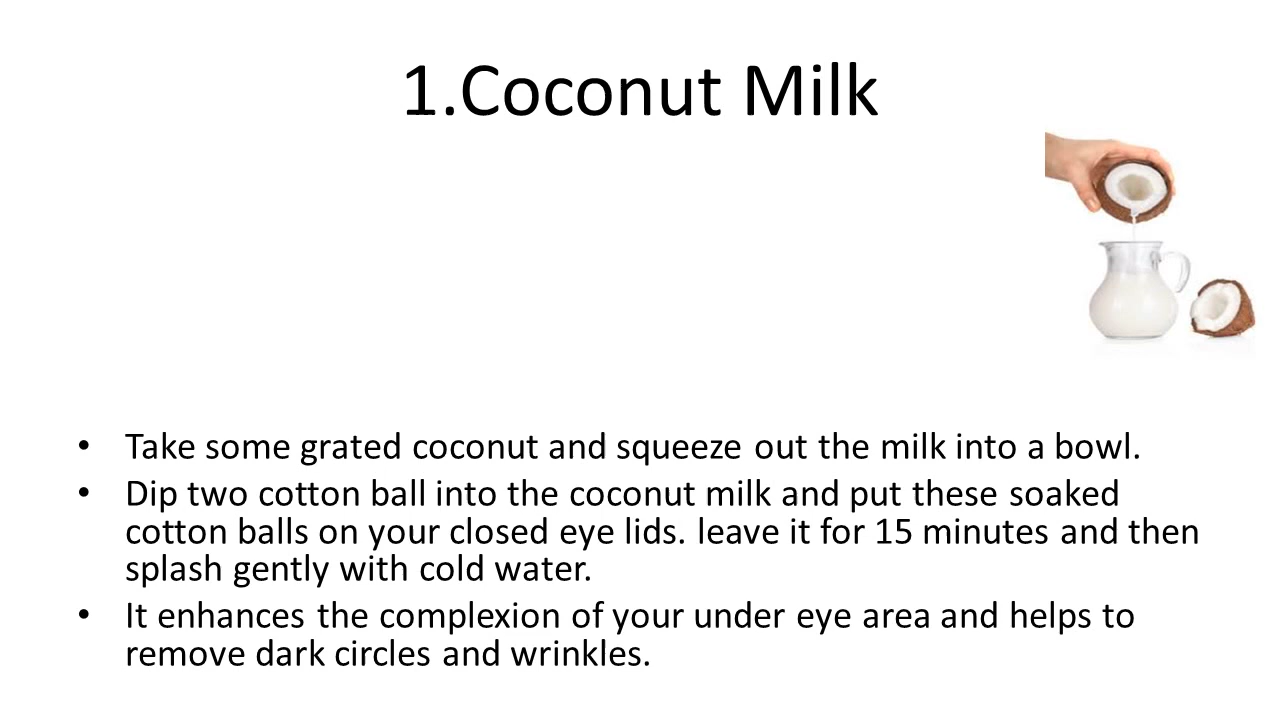 1.Coconut Milk
• Take some grated coconut and squeeze out the milk into a bowl.
• Dip two cotton ball into the coconut milk and put these soaked
cotton balls on your closed eye lids. leave it for 15 minutes and then
splash gently with cold water.
• It enhances the complexion of your under eye area and helps to
remove dark circles and wrinkles.